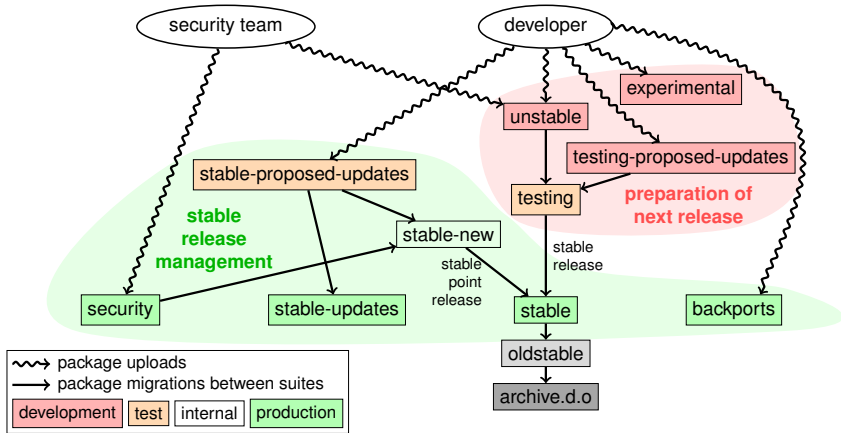 security team
developer
experimental
unstable
testing-proposed-updates
stable-proposed-updates
testing
preparation of
next release
stable
release
management
stable-new
stable
release
stable
point
release
security
stable-updates
stable
backports
oldstable
archive.d.o
package uploads
package migrations between suites
development
test
internal
production